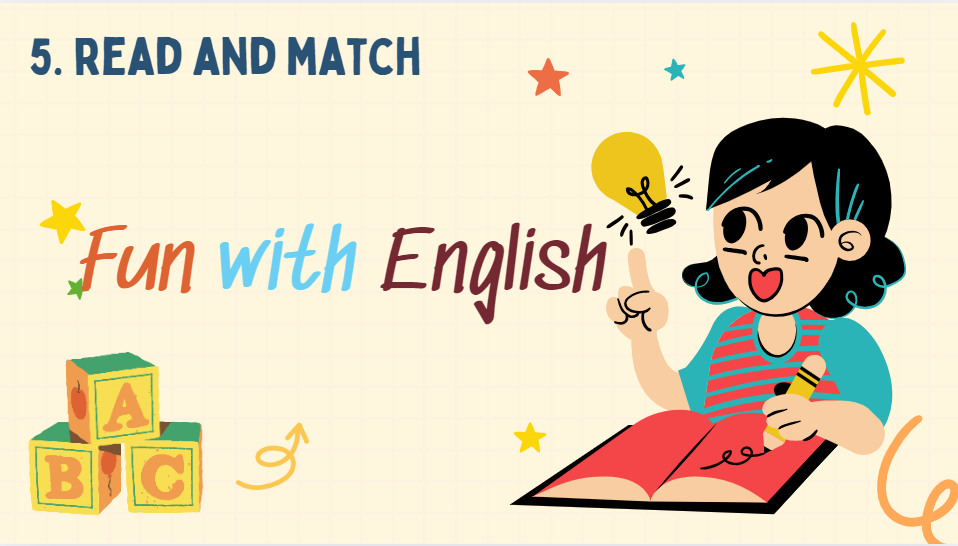 5. READ AND MATCH
Fun with English
A
B C